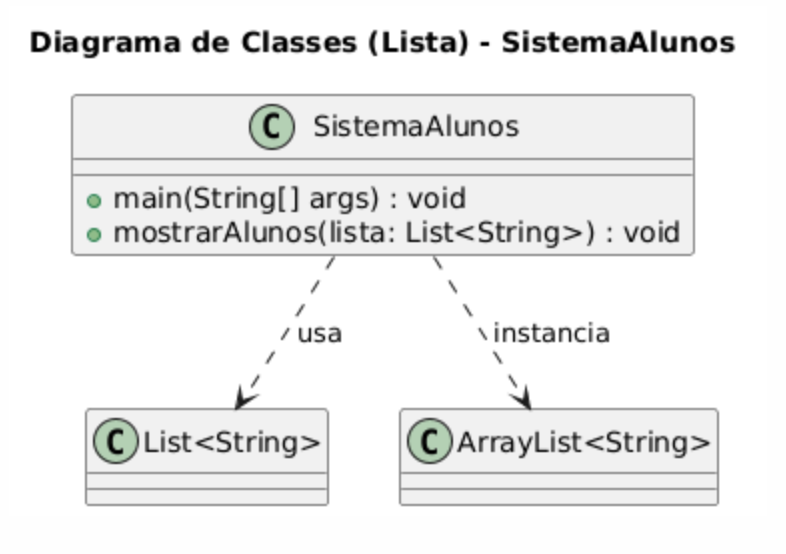 Diagrama de Classes (Lista) - SistemaAlunos
C SistemaAlunos
main(String[] args) : void
mostrarAlunos(lista: List<String>) : void
usa
instancia
C List<String>
C ArrayList<String>